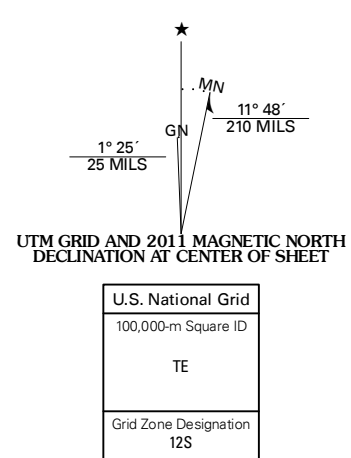 ★
MN
GN
11° 48´
210 MILS
1° 25´
25 MILS
UTM GRID AND 2011 MAGNETIC NORTH
DECLINATION AT CENTER OF SHEET
U.S. National Grid
100,000-m Square ID
TE
Grid Zone Designation
12S